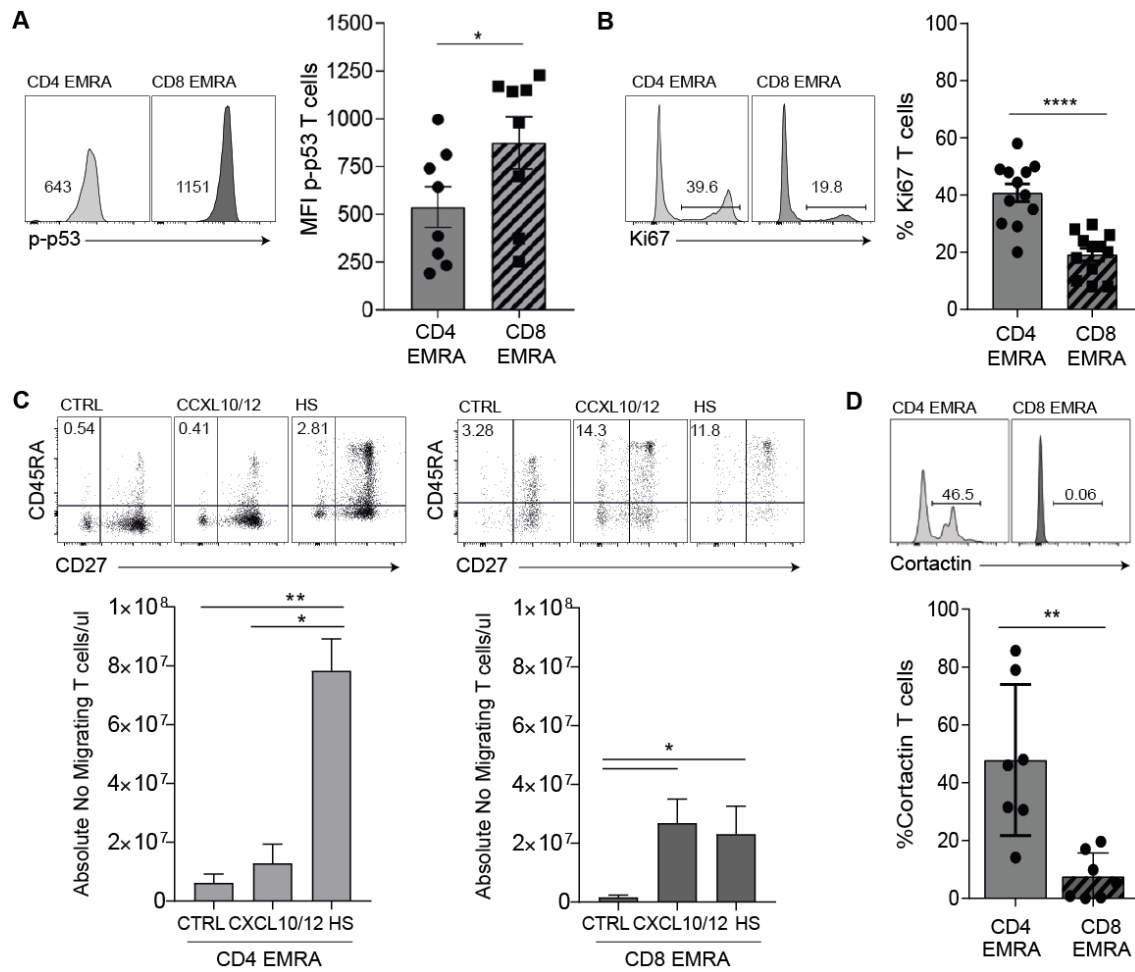 A
CD4 EMRA
CD8 EMRA
643
1151
p-p53
MFI p-p53 T cells
1500
1250
1000
750
500
250
0
*
CD4 EMRA
CD8 EMRA
B
CD4 EMRA
CD8 EMRA
39.6
19.8
Ki67
% Ki67 T cells
100
80
60
40
20
0
****
CD4 EMRA
CD8 EMRA
C
CTRL
CCXL10/12
HS
0.54
0.41
2.81
CD45RA
CD27
CTRL
CCXL10/12
HS
3.28
14.3
11.8
CD45RA
CD27
Absolute No Migrating T cells/ul
1×10⁸
8×10⁷
6×10⁷
4×10⁷
2×10⁷
0
**
*
CTRL CXCL10/12 HS
CD4 EMRA
Absolute No Migrating T cells/ul
1×10⁸
8×10⁷
6×10⁷
4×10⁷
2×10⁷
0
*
CTRL CXCL10/12 HS
CD8 EMRA
D
CD4 EMRA
CD8 EMRA
46.5
0.06
Cortactin
%Cortactin T cells
100
80
60
40
20
0
**
CD4 EMRA
CD8 EMRA